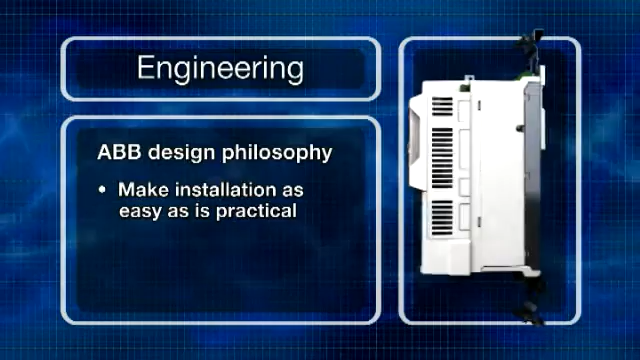 Engineering
ABB design philosophy
• Make installation as
easy as is practical